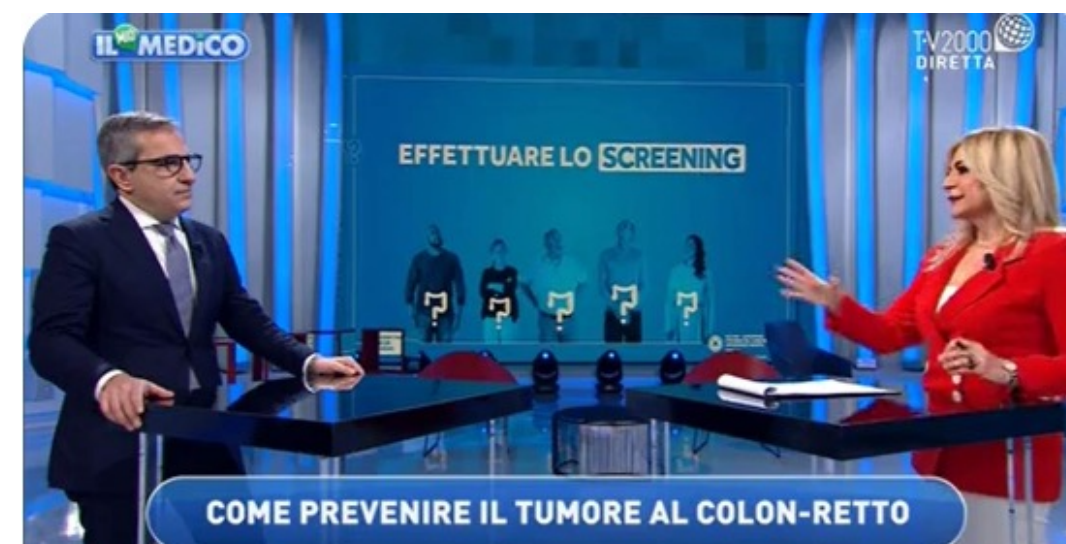 IL MIO MEDICO
TV2000
DIRETTA
EFFETTUARE LO SCREENING
COME PREVENIRE IL TUMORE AL COLON-RETTO